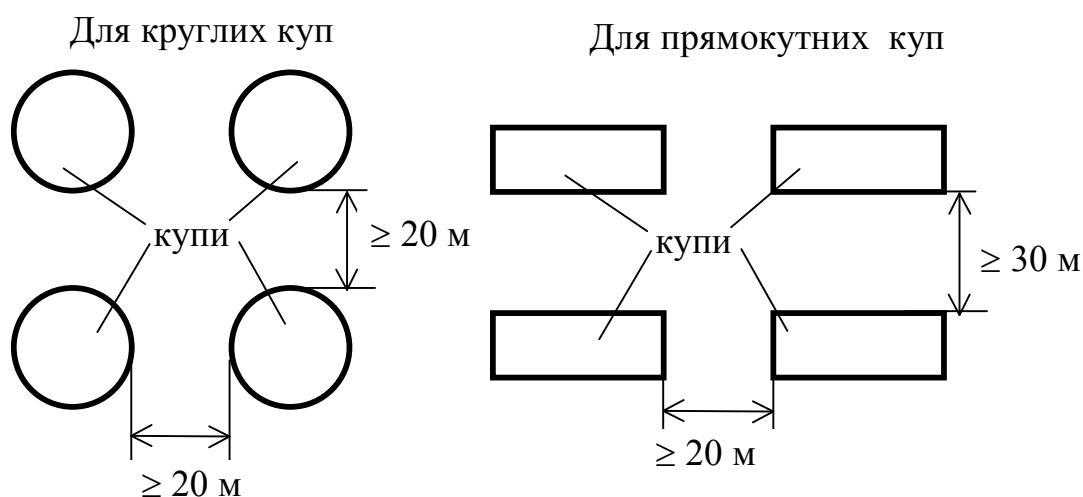 Для круглих куп
купи
≥ 20 м
≥ 20 м
Для прямокутних куп
купи
≥ 30 м
≥ 20 м